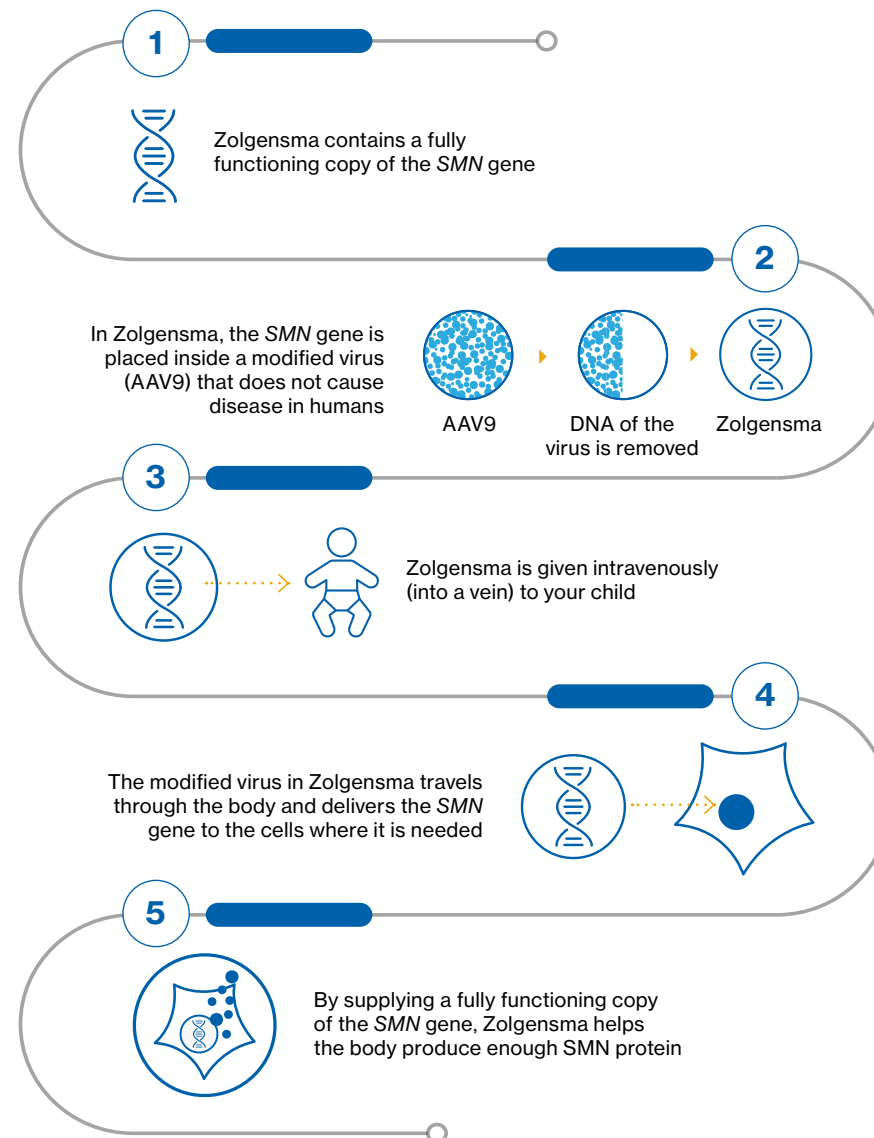 1
Zolgensma contains a fully
functioning copy of the SMN gene
2
In Zolgensma, the SMN gene is
placed inside a modified virus
(AAV9) that does not cause
disease in humans
AAV9
DNA of the
virus is removed
Zolgensma
3
Zolgensma is given intravenously
(into a vein) to your child
4
The modified virus in Zolgensma travels
through the body and delivers the SMN
gene to the cells where it is needed
5
By supplying a fully functioning copy
of the SMN gene, Zolgensma helps
the body produce enough SMN protein